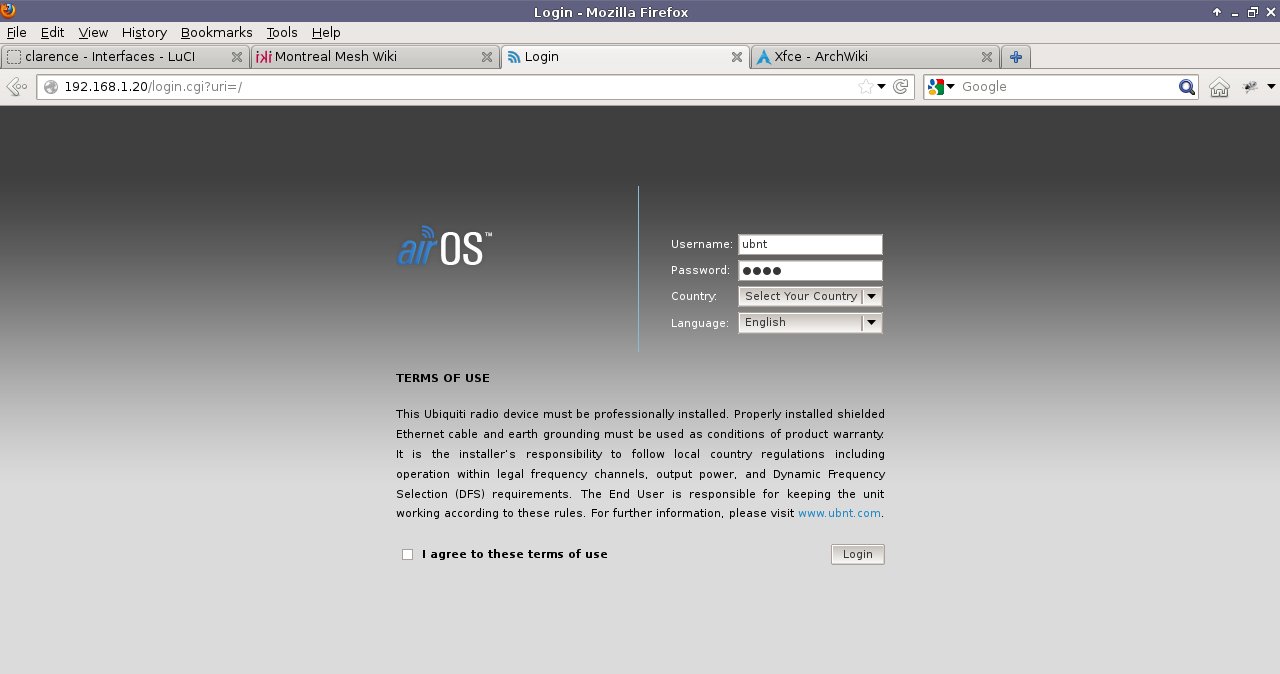 Login - Mozilla Firefox
File Edit View History Bookmarks Tools Help
clarence - Interfaces - LuCI
Montreal Mesh Wiki
Login
Xfce - ArchWiki
192.168.1.20/login.cgi?uri=/
Google
airOS™
Username: ubnt
Password: ●●●●
Country: Select Your Country
Language: English
TERMS OF USE
This Ubiquiti radio device must be professionally installed. Properly installed shielded
Ethernet cable and earth grounding must be used as conditions of product warranty.
It is the installer's responsibility to follow local country regulations including
operation within legal frequency channels, output power, and Dynamic Frequency
Selection (DFS) requirements. The End User is responsible for keeping the unit
working according to these rules. For further information, please visit www.ubnt.com.
I agree to these terms of use
Login